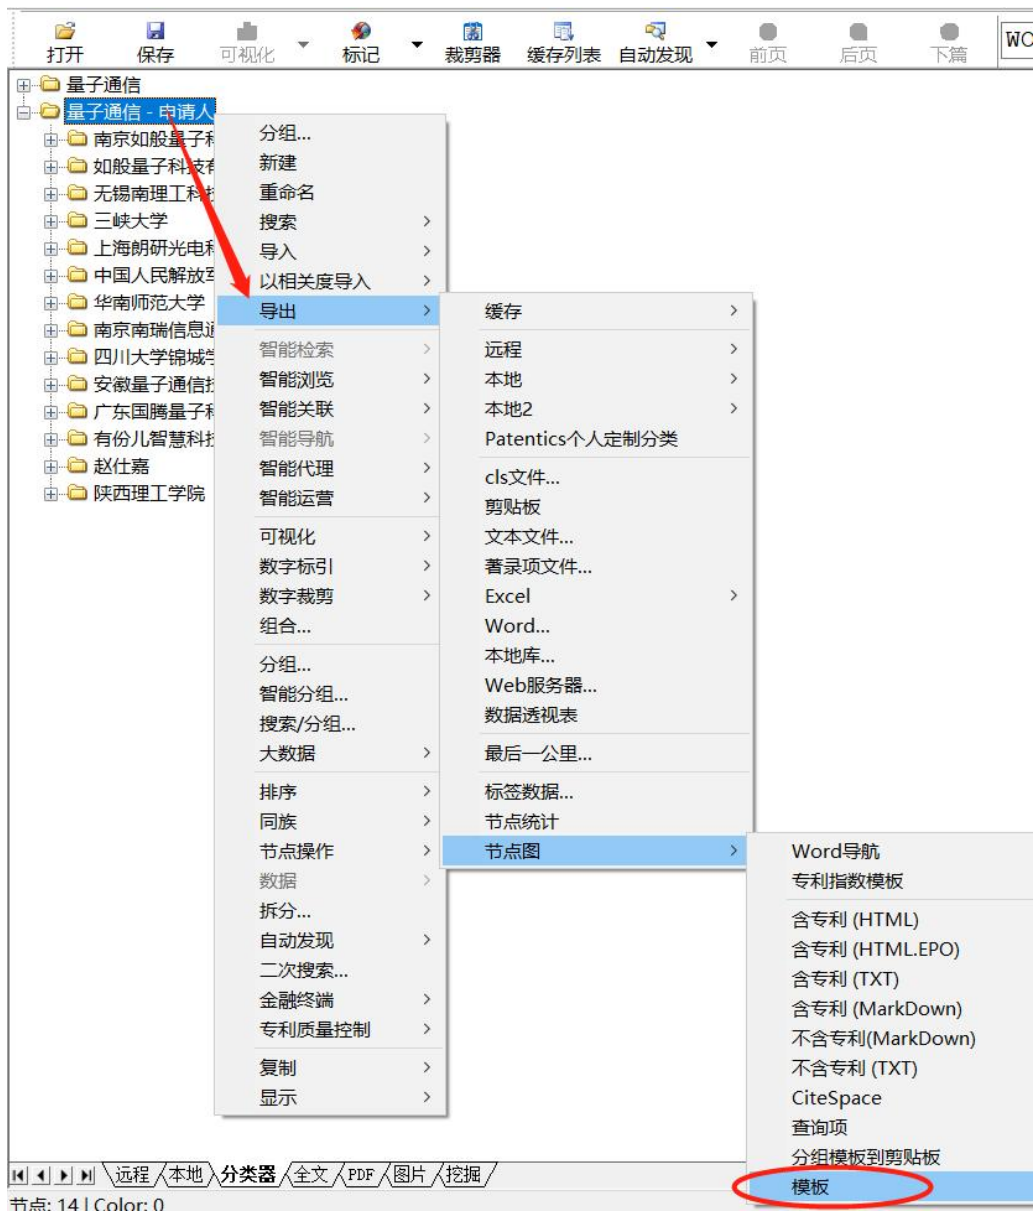 打开 保存 可视化 标记 裁剪器 缓存列表 自动发现 前页 后页 下篇 WO
量子通信
量子通信 - 申请人
南京如般量子科
如般量子科技有
无锡南理工科技
三峡大学
上海朗研光电科
中国人民解放军
华南师范大学
南京南瑞信息通
四川大学锦城学
安徽量子通信技
广东国腾量子科
有份儿智慧科技
赵仕嘉
陕西理工学院
分组...
新建
重命名
搜索
导入
以相关度导入
导出
智能检索
智能浏览
智能关联
智能导航
智能代理
智能运营
可视化
数字标引
数字裁剪
组合...
分组...
智能分组...
搜索/分组...
大数据
排序
同族
节点操作
数据
拆分...
自动发现
二次搜索...
金融终端
专利质量控制
复制
显示
缓存
远程
本地
本地2
Patentics个人定制分类
cls文件...
剪贴板
文本文件...
著录项文件...
Excel
Word...
本地库...
Web服务器...
数据透视表
最后一公里...
标签数据...
节点统计
节点图
Word导航
专利指数模板
含专利 (HTML)
含专利 (HTML.EPO)
含专利 (TXT)
含专利 (MarkDown)
不含专利(MarkDown)
不含专利 (TXT)
CiteSpace
查询项
分组模板到剪贴板
模板
远程 本地 分类器 全文 PDF 图片 挖掘
节点: 14 | Color: 0